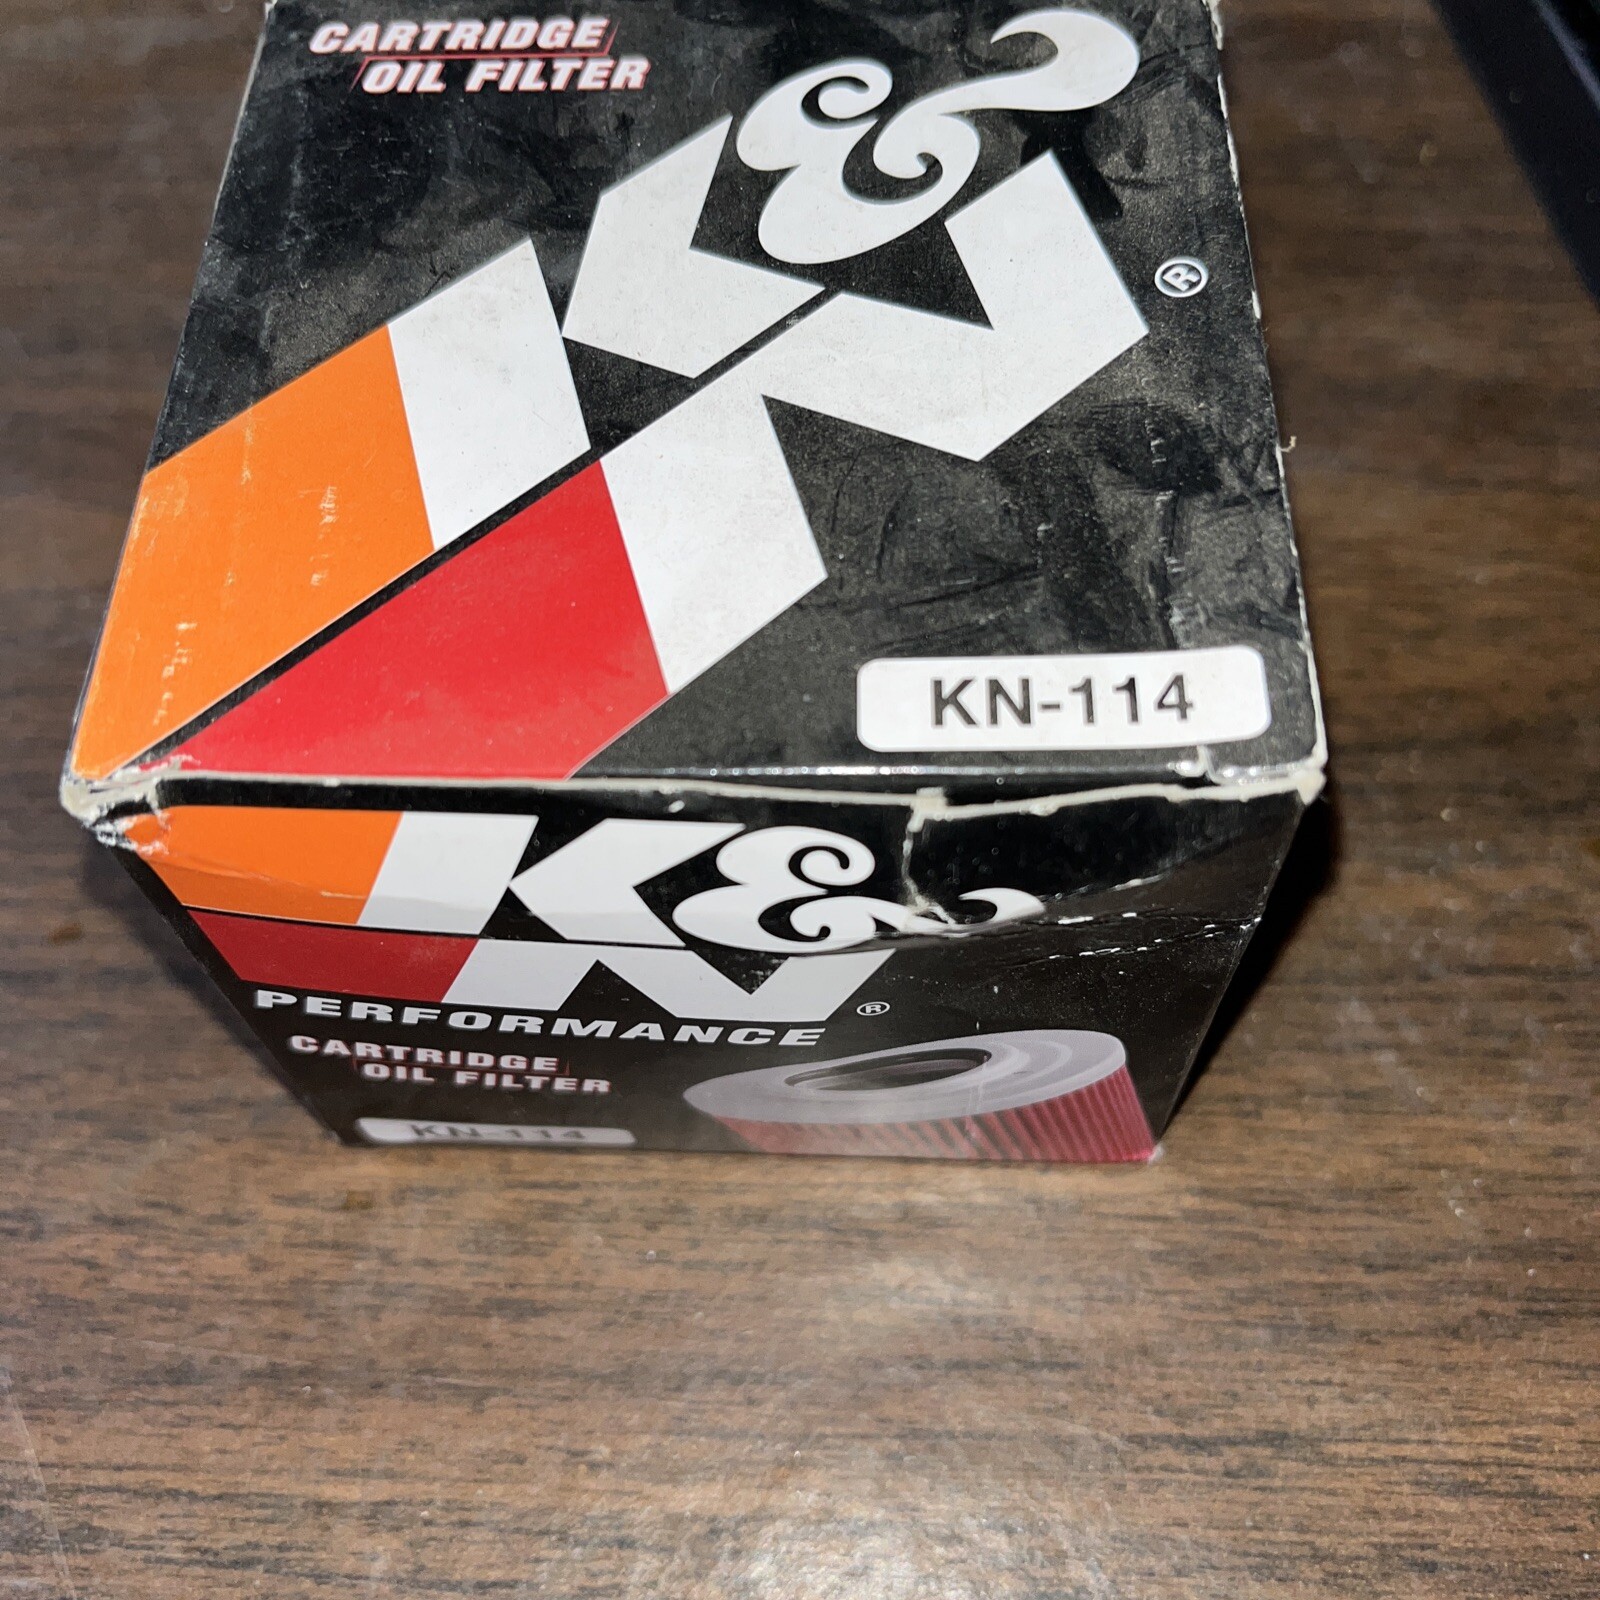 CARTRIDGE
OIL FILTER
K&N®
KN-114
K&N®
PERFORMANCE
CARTRIDGE
OIL FILTER
KN-114